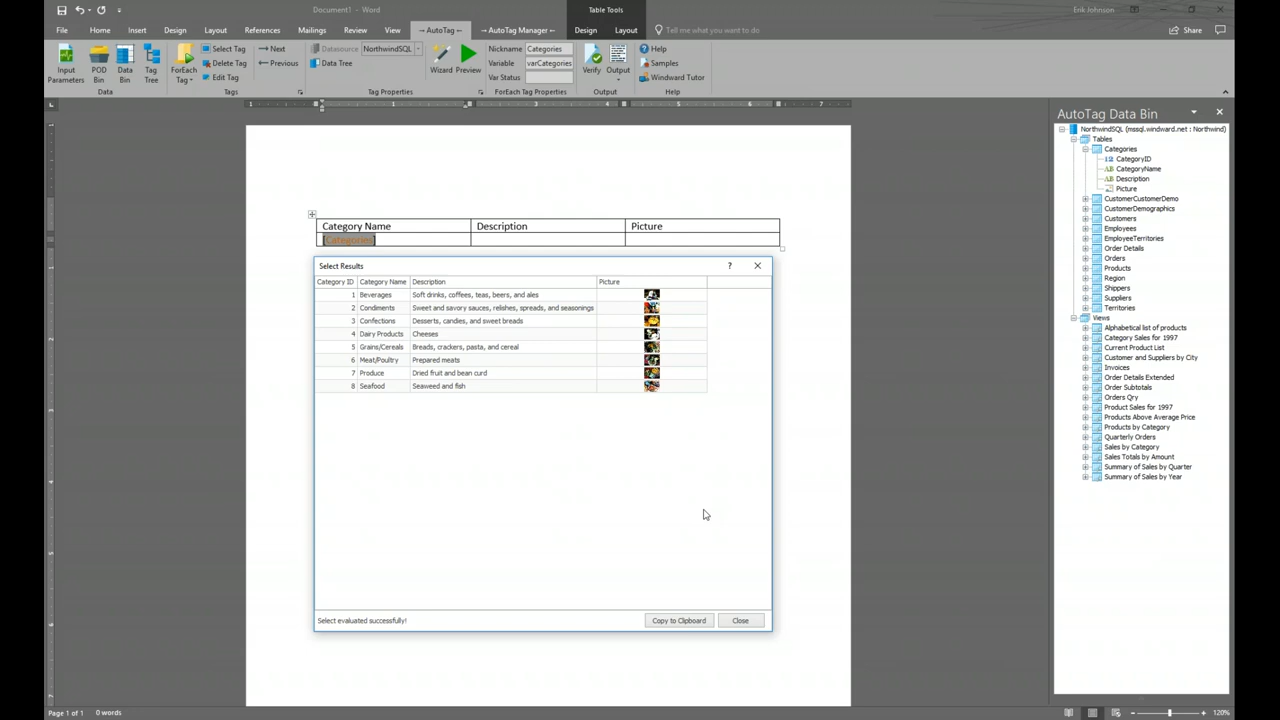 Document1 - Word
Table Tools
Erik Johnson
File Home Insert Design Layout References Mailings Review View →AutoTag ← →AutoTag Manager← Design Layout Tell me what you want to do
Share
Input Parameters
POD Bin
Data Bin
Tag Tree
Data
ForEach Tag
Select Tag
Delete Tag
Edit Tag
Tags
Next
Previous
Datasource NorthwindSQL
Data Tree
Tag Properties
Wizard
Preview
Nickname Categories
Variable varCategories
Var Status
ForEach Tag Properties
Verify
Output
Output
Help
Samples
Windward Tutor
Help
1 1 2 3 4 5 6 7
AutoTag Data Bin
NorthwindSQL (mssql.windward.net : Northwind)
Tables
Categories
CategoryID
CategoryName
Description
Picture
CustomerCustomerDemo
CustomerDemographics
Customers
Employees
EmployeeTerritories
Order Details
Orders
Products
Region
Shippers
Suppliers
Territories
Views
Alphabetical list of products
Category Sales for 1997
Current Product List
Customer and Suppliers by City
Invoices
Order Details Extended
Order Subtotals
Orders Qry
Product Sales for 1997
Products Above Average Price
Products by Category
Quarterly Orders
Sales by Category
Sales Totals by Amount
Summary of Sales by Quarter
Summary of Sales by Year
Category Name Description Picture
[Categories]
Select Results ?
Category ID Category Name Description Picture
1 Beverages Soft drinks, coffees, teas, beers, and ales
2 Condiments Sweet and savory sauces, relishes, spreads, and seasonings
3 Confections Desserts, candies, and sweet breads
4 Dairy Products Cheeses
5 Grains/Cereals Breads, crackers, pasta, and cereal
6 Meat/Poultry Prepared meats
7 Produce Dried fruit and bean curd
8 Seafood Seaweed and fish
Select evaluated successfully! Copy to Clipboard Close
Page 1 of 1 0 words
120%